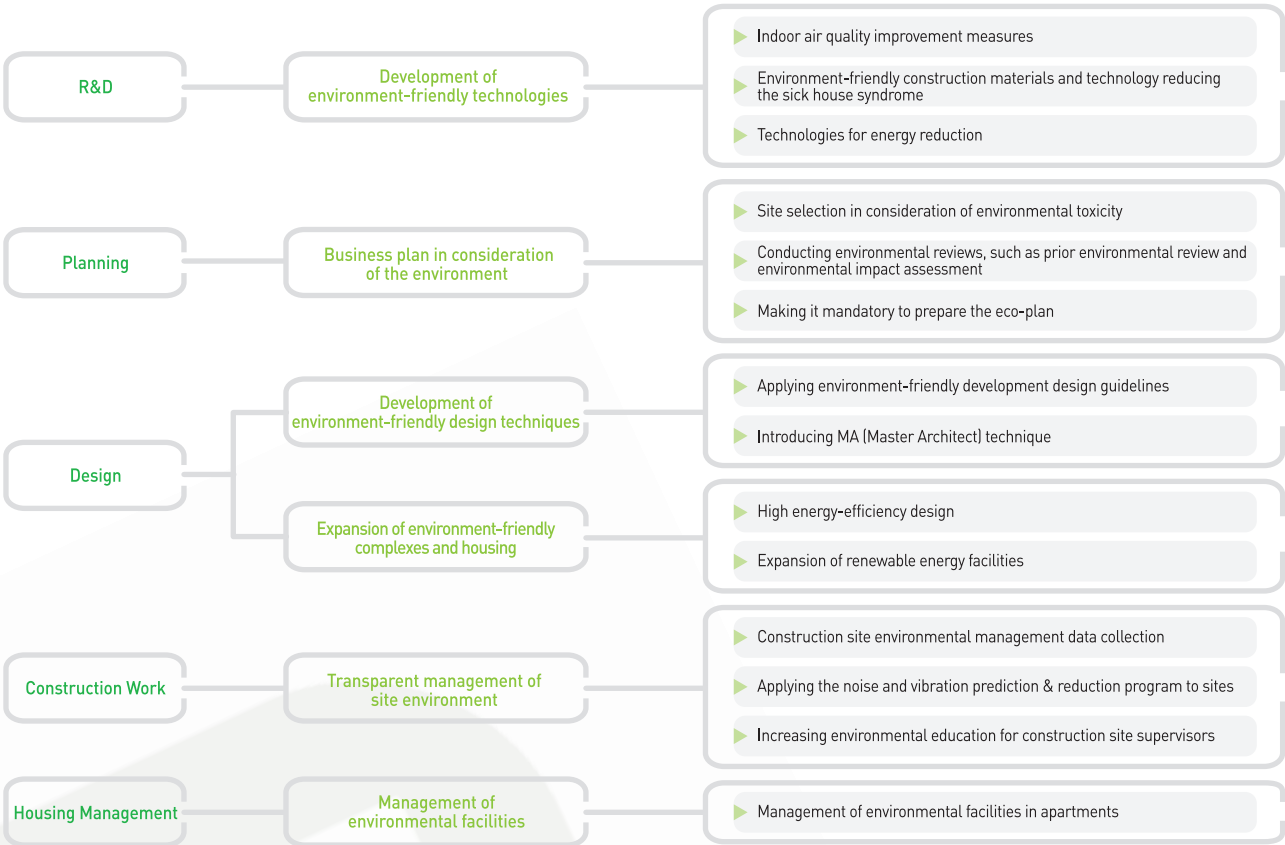 R&D
Development of
environment-friendly technologies
Indoor air quality improvement measures
Environment-friendly construction materials and technology reducing
the sick house syndrome
Technologies for energy reduction
Planning
Business plan in consideration
of the environment
Site selection in consideration of environmental toxicity
Conducting environmental reviews, such as prior environmental review and
environmental impact assessment
Making it mandatory to prepare the eco-plan
Design
Development of
environment-friendly design techniques
Applying environment-friendly development design guidelines
Introducing MA (Master Architect) technique
Expansion of environment-friendly
complexes and housing
High energy-efficiency design
Expansion of renewable energy facilities
Construction Work
Transparent management of
site environment
Construction site environmental management data collection
Applying the noise and vibration prediction & reduction program to sites
Increasing environmental education for construction site supervisors
Housing Management
Management of
environmental facilities
Management of environmental facilities in apartments